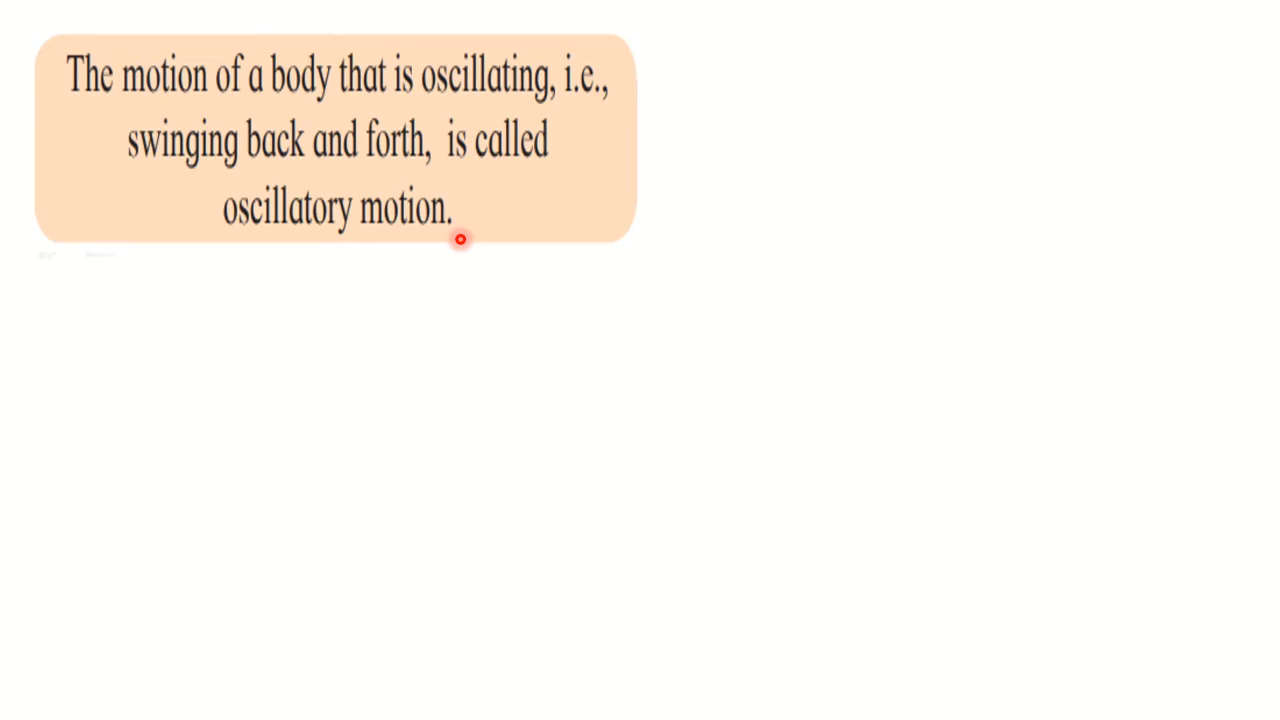 The motion of a body that is oscillating, i.e.,
swinging back and forth, is called
oscillatory motion.